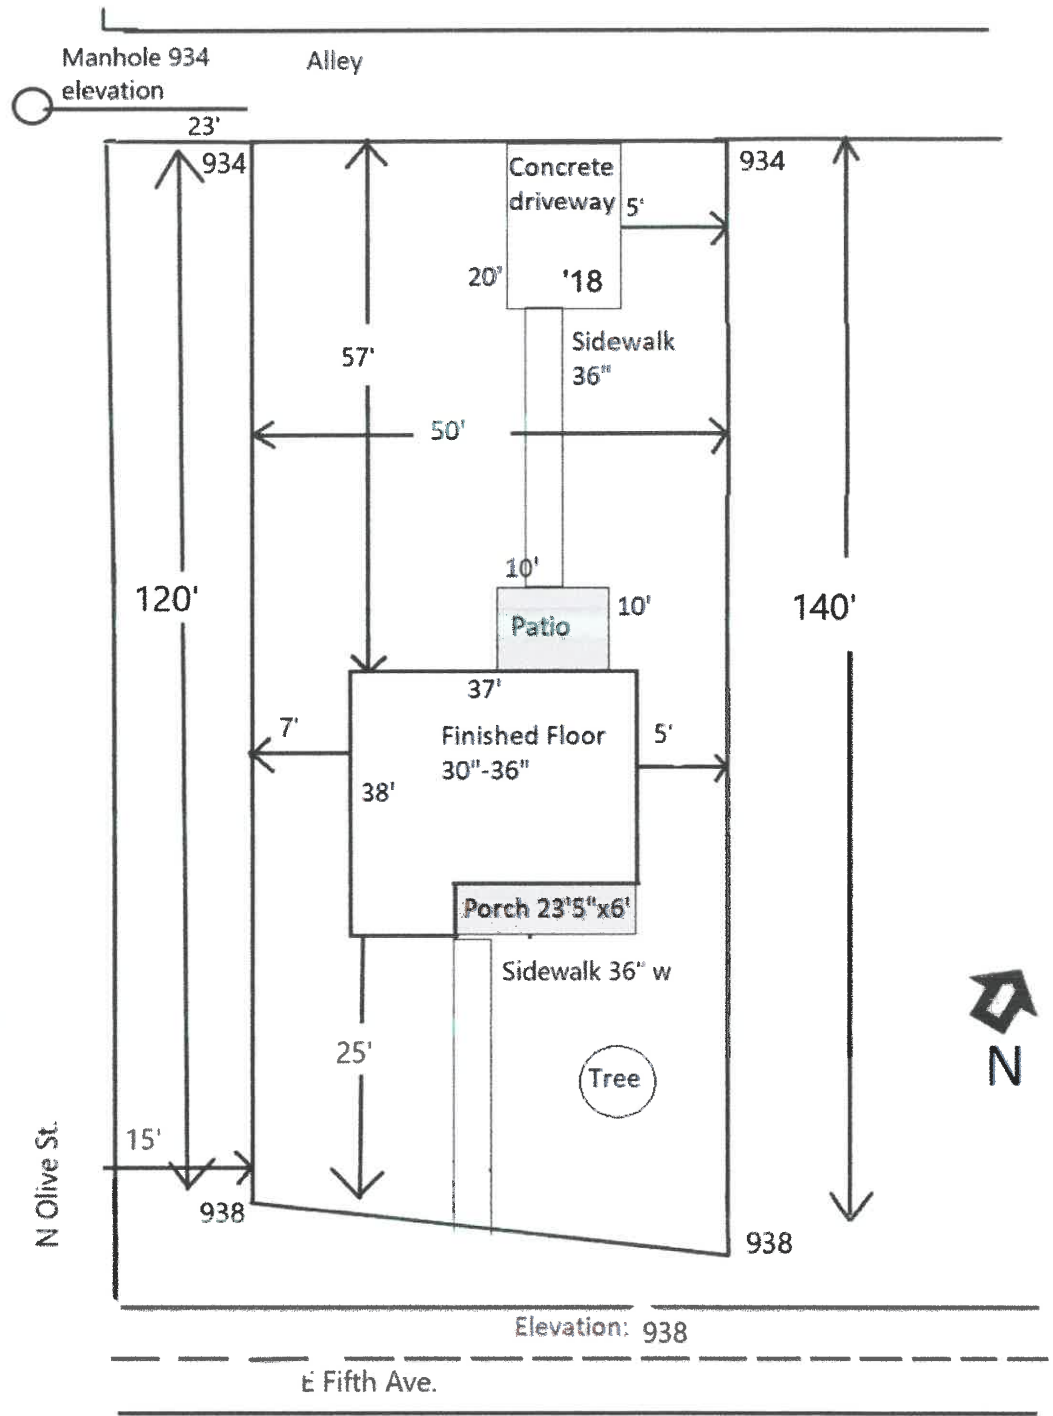 Manhole 934
elevation
Alley
23'
934
934
Concrete
driveway
5'
20'
'18
Sidewalk
36"
57'
50'
10'
10'
120'
140'
Patio
37'
7'
Finished Floor
30"-36"
5'
38'
Porch 23'5"x6'
Sidewalk 36" w
25'
Tree
N
15'
N Olive St.
938
938
Elevation: 938
E Fifth Ave.